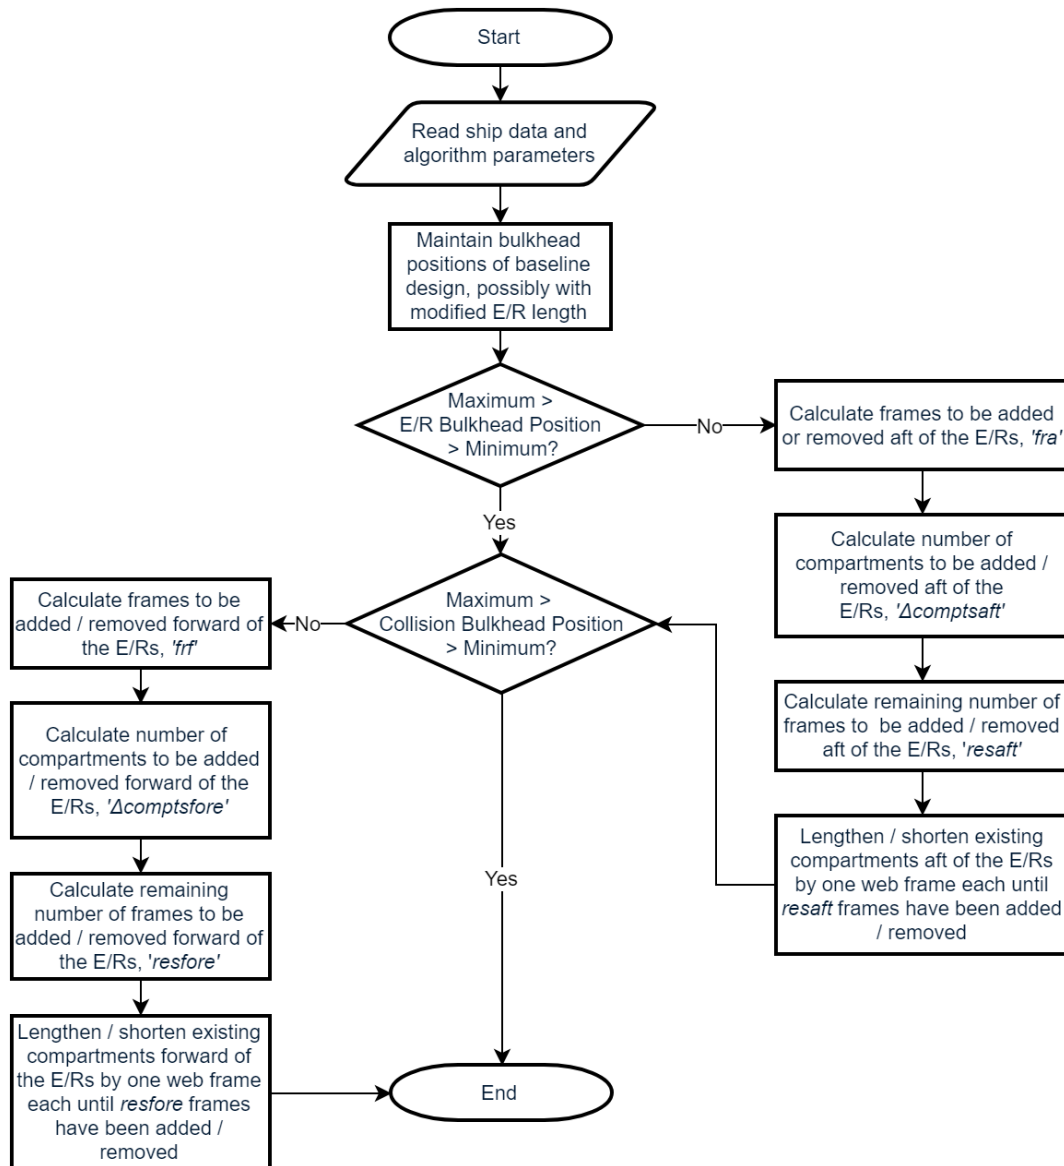 Start
Read ship data and
algorithm parameters
Maintain bulkhead
positions of baseline
design, possibly with
modified E/R length
Maximum >
E/R Bulkhead Position
> Minimum?
No
Calculate frames to be added
or removed aft of the E/Rs, 'fra'
Calculate number of
compartments to be added /
removed aft of the
E/Rs, 'Δcomptsaft'
Calculate remaining number of
frames to  be added / removed
aft of the E/Rs, 'resaft'
Lengthen / shorten existing
compartments aft of the E/Rs
by one web frame each until
resaft frames have been added
/ removed
Yes
Maximum >
Collision Bulkhead Position
> Minimum?
No
Calculate frames to be
added / removed forward of
the E/Rs, 'frf'
Calculate number of
compartments to be added
/ removed forward of the
E/Rs, 'Δcomptsfore'
Calculate remaining
number of frames to be
added / removed forward of
the E/Rs, 'resfore'
Lengthen / shorten existing
compartments forward of
the E/Rs by one web frame
each until resfore frames
have been added /
removed
Yes
End